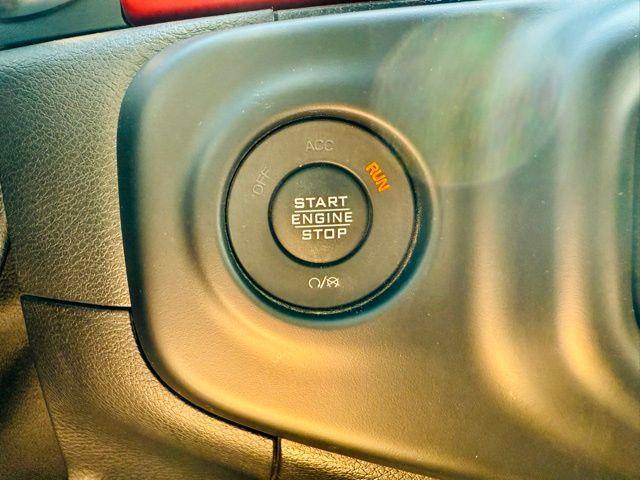 ACC
OFF
RUN
START
ENGINE
STOP